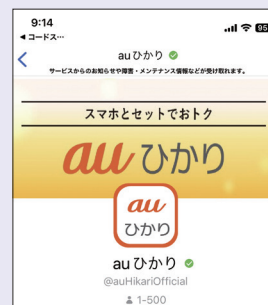 9:14
95
◀ コードス…
au ひかり
サービスからのお知らせや障害・メンテナンス情報などが受け取れます。
スマホとセットでおトク
au ひかり
au
ひかり
au ひかり
@auHikariOfficial
1-500